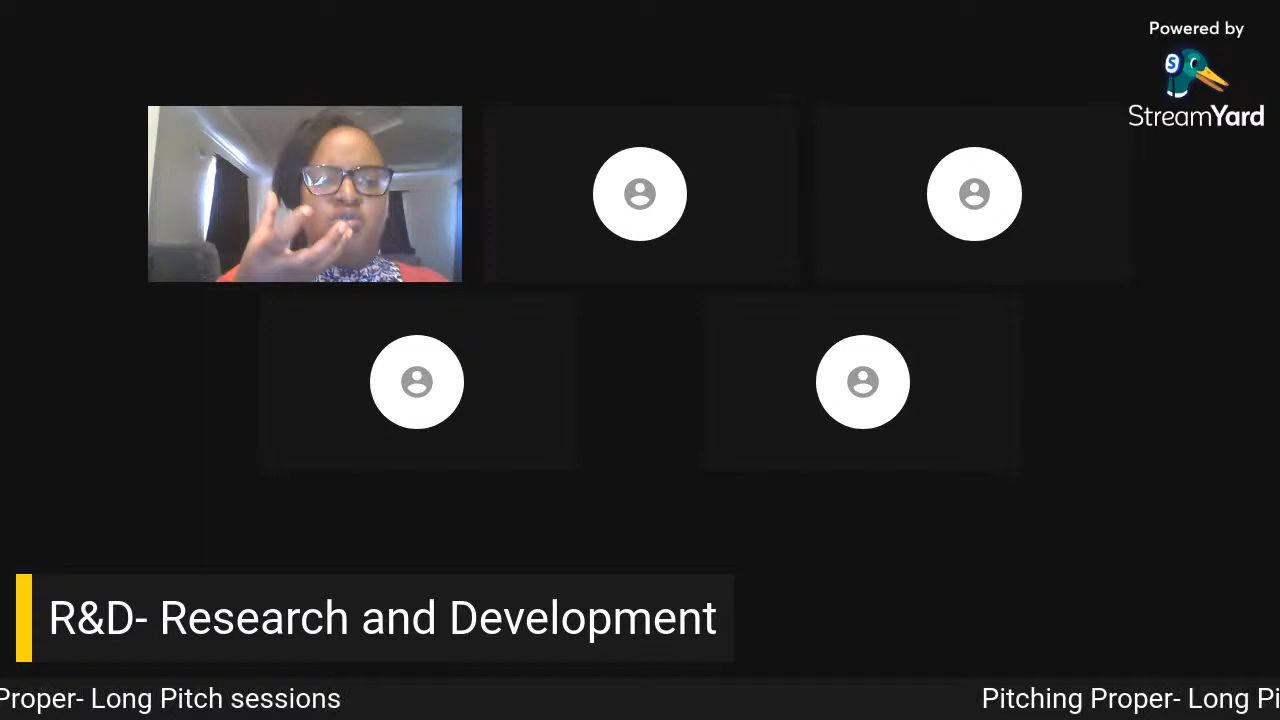 Powered by
S
StreamYard
R&D- Research and Development
Proper- Long Pitch sessions
Pitching Proper- Long Pi